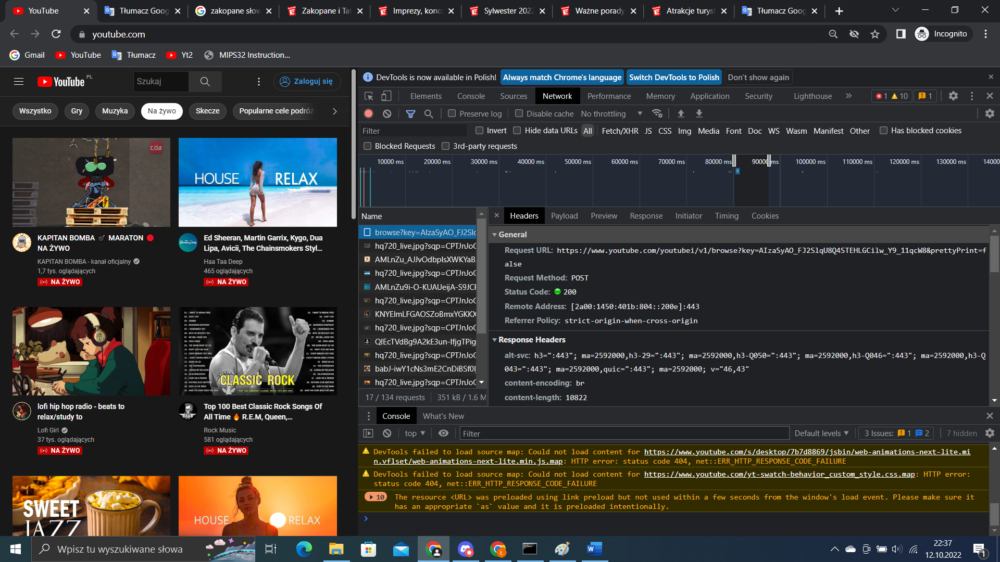 YouTube
Tłumacz Goog
zakopane słow
Zakopane i Tat
Imprezy, konc
Sylwester 2022
Ważne porady
Atrakcje turyst
Tłumacz Goog
youtube.com
Incognito
Gmail
YouTube
Tłumacz
Yt2
MIPS32 Instruction...
YouTube PL
Szukaj
Zaloguj się
Wszystko
Gry
Muzyka
Na żywo
Skecze
Popularne cele podróż
cda
HOUSE RELAX
KAPITAN BOMBA 💣 MARATON 🔴
NA ŻYWO
KAPITAN BOMBA - kanał oficjalny
1,7 tys. oglądających
NA ŻYWO
Ed Sheeran, Martin Garrix, Kygo, Dua
Lipa, Avicii, The Chainsmokers Styl...
Haa Taa Deep
465 oglądających
NA ŻYWO
CLASSIC ROCK
lofi hip hop radio - beats to
relax/study to
Lofi Girl
37 tys. oglądających
NA ŻYWO
Top 100 Best Classic Rock Songs Of
All Time 🔥 R.E.M, Queen,...
Rock Music
581 oglądających
NA ŻYWO
SWEET
JAZZ
HOUSE RELAX
DevTools is now available in Polish!
Always match Chrome's language
Switch DevTools to Polish
Don't show again
Elements
Console
Sources
Network
Performance
Memory
Application
Security
Lighthouse
1
10
1
Preserve log
Disable cache
No throttling
Filter
Invert
Hide data URLs
All
Fetch/XHR
JS
CSS
Img
Media
Font
Doc
WS
Wasm
Manifest
Other
Has blocked cookies
Blocked Requests
3rd-party requests
10000 ms
20000 ms
30000 ms
40000 ms
50000 ms
60000 ms
70000 ms
80000 ms
90000 ms
100000 ms
110000 ms
120000 ms
130000 ms
14000
Name
browse?key=AIzaSyAO_FJ2Slq
hq720_live.jpg?sqp=CPTJnJoG
AMLnZu_AJJvOdbpIsXWKYaB
hq720_live.jpg?sqp=CPTJnJoG
AMLnZu9i-O-KUAUeijA-S9JCF
hq720_live.jpg?sqp=CPTJnJoG
KNYElmLFGAOSZoBmxYGKKX
hq720_live.jpg?sqp=CPTJnJoG
QIEcTVdBg9A2kE3un-IfjgTPig
hq720_live.jpg?sqp=CPTJnJoG
babJ-iwY1cNs3mE2CnDiBSf0L
hq720_live.jpg?sqp=CPTJnJoG
17 / 134 requests
351 kB / 1.6 M
Headers
Payload
Preview
Response
Initiator
Timing
Cookies
General
Request URL: https://www.youtube.com/youtubei/v1/browse?key=AIzaSyAO_FJ2SlqU8Q4STEHLGCilw_Y9_11qcW8&prettyPrint=f
alse
Request Method: POST
Status Code: 200
Remote Address: [2a00:1450:401b:804::200e]:443
Referrer Policy: strict-origin-when-cross-origin
Response Headers
alt-svc: h3=":443"; ma=2592000,h3-29=":443"; ma=2592000,h3-Q050=":443"; ma=2592000,h3-Q046=":443"; ma=2592000,h3-Q
043=":443"; ma=2592000,quic=":443"; ma=2592000; v="46,43"
content-encoding: br
content-length: 10822
Console
What's New
top
Filter
Default levels
3 Issues: 1 2
7 hidden
DevTools failed to load source map: Could not load content for https://www.youtube.com/s/desktop/7b7d8869/jsbin/web-animations-next-lite.mi
n.vflset/web-animations-next-lite.min.js.map: HTTP error: status code 404, net::ERR_HTTP_RESPONSE_CODE_FAILURE
DevTools failed to load source map: Could not load content for https://www.youtube.com/yt-swatch-behavior_custom_style.css.map: HTTP error:
status code 404, net::ERR_HTTP_RESPONSE_CODE_FAILURE
10 The resource <URL> was preloaded using link preload but not used within a few seconds from the window's load event. Please make sure it
has an appropriate `as` value and it is preloaded intentionally.
Wpisz tu wyszukiwane słowa
22:37
12.10.2022
1